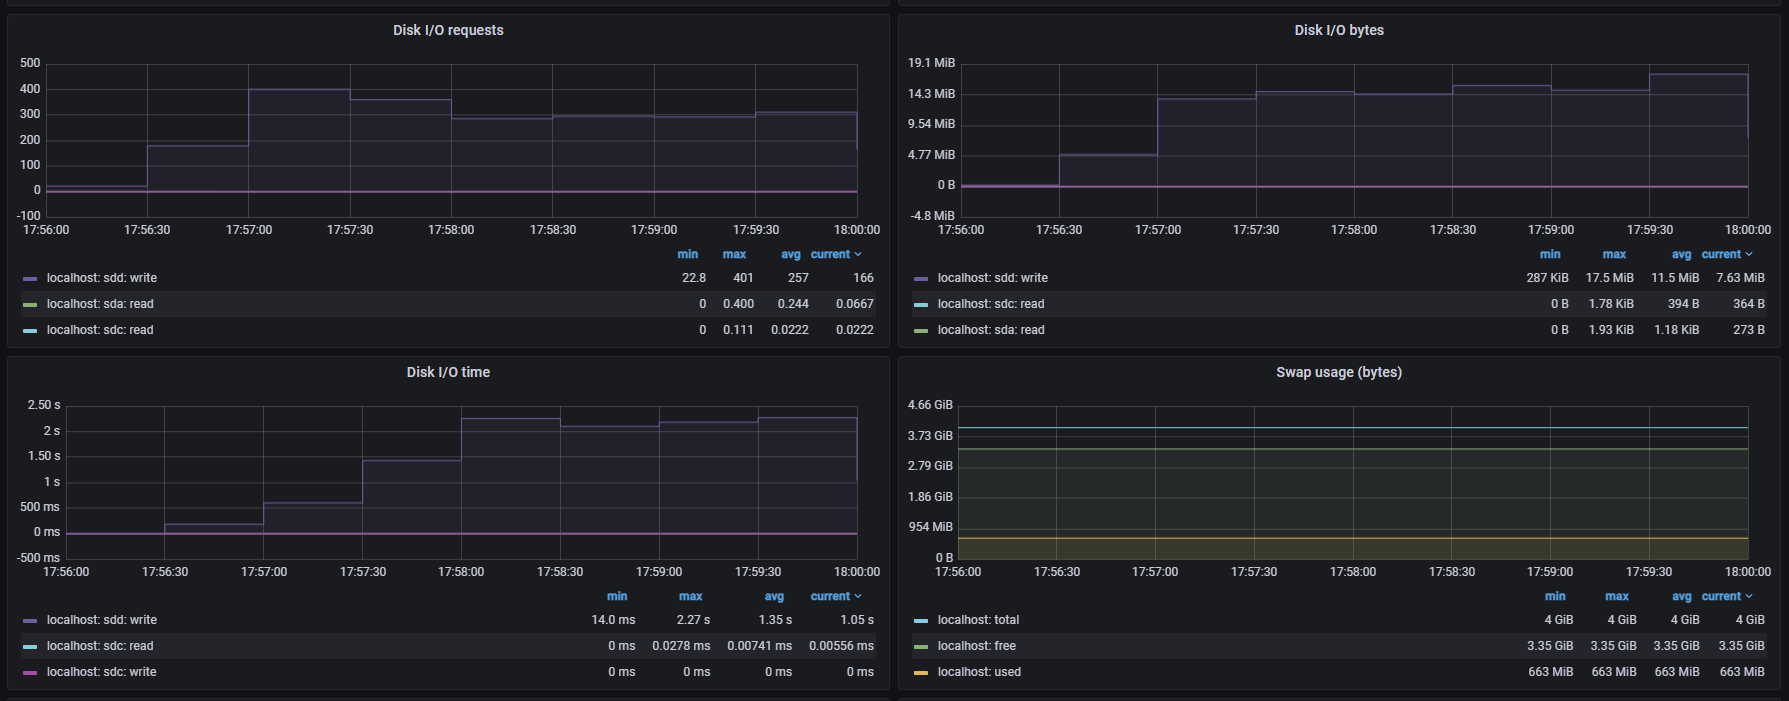 Disk I/O requests
500
400
300
200
100
0
-100
17:56:00 17:56:30 17:57:00 17:57:30 17:58:00 17:58:30 17:59:00 17:59:30 18:00:00
min max avg current
localhost: sdd: write 22.8 401 257 166
localhost: sda: read 0 0.400 0.244 0.0667
localhost: sdc: read 0 0.111 0.0222 0.0222
Disk I/O bytes
19.1 MiB
14.3 MiB
9.54 MiB
4.77 MiB
0 B
-4.8 MiB
17:56:00 17:56:30 17:57:00 17:57:30 17:58:00 17:58:30 17:59:00 17:59:30 18:00:00
min max avg current
localhost: sdd: write 287 KiB 17.5 MiB 11.5 MiB 7.63 MiB
localhost: sdc: read 0 B 1.78 KiB 394 B 364 B
localhost: sda: read 0 B 1.93 KiB 1.18 KiB 273 B
Disk I/O time
2.50 s
2 s
1.50 s
1 s
500 ms
0 ms
-500 ms
17:56:00 17:56:30 17:57:00 17:57:30 17:58:00 17:58:30 17:59:00 17:59:30 18:00:00
min max avg current
localhost: sdd: write 14.0 ms 2.27 s 1.35 s 1.05 s
localhost: sdc: read 0 ms 0.0278 ms 0.00741 ms 0.00556 ms
localhost: sdc: write 0 ms 0 ms 0 ms 0 ms
Swap usage (bytes)
4.66 GiB
3.73 GiB
2.79 GiB
1.86 GiB
954 MiB
0 B
17:56:00 17:56:30 17:57:00 17:57:30 17:58:00 17:58:30 17:59:00 17:59:30 18:00:00
min max avg current
localhost: total 4 GiB 4 GiB 4 GiB 4 GiB
localhost: free 3.35 GiB 3.35 GiB 3.35 GiB 3.35 GiB
localhost: used 663 MiB 663 MiB 663 MiB 663 MiB